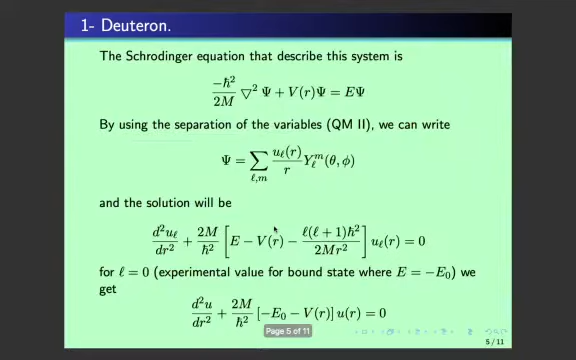 1- Deuteron.
The Schrodinger equation that describe this system is
−ħ²/2M ▽² Ψ + V(r)Ψ = EΨ
By using the separation of the variables (QM II), we can write
Ψ = ∑_{ℓ,m} u_ℓ(r)/r Y_ℓ^m(θ, ϕ)
and the solution will be
d²u_ℓ/dr² + 2M/ħ² [E − V(r) − ℓ(ℓ + 1)ħ²/2Mr²] u_ℓ(r) = 0
for ℓ = 0 (experimental value for bound state where E = −E₀) we
get
d²u/dr² + 2M/ħ² [−E₀ − V(r)] u(r) = 0
Page 5 of 11
5 / 11